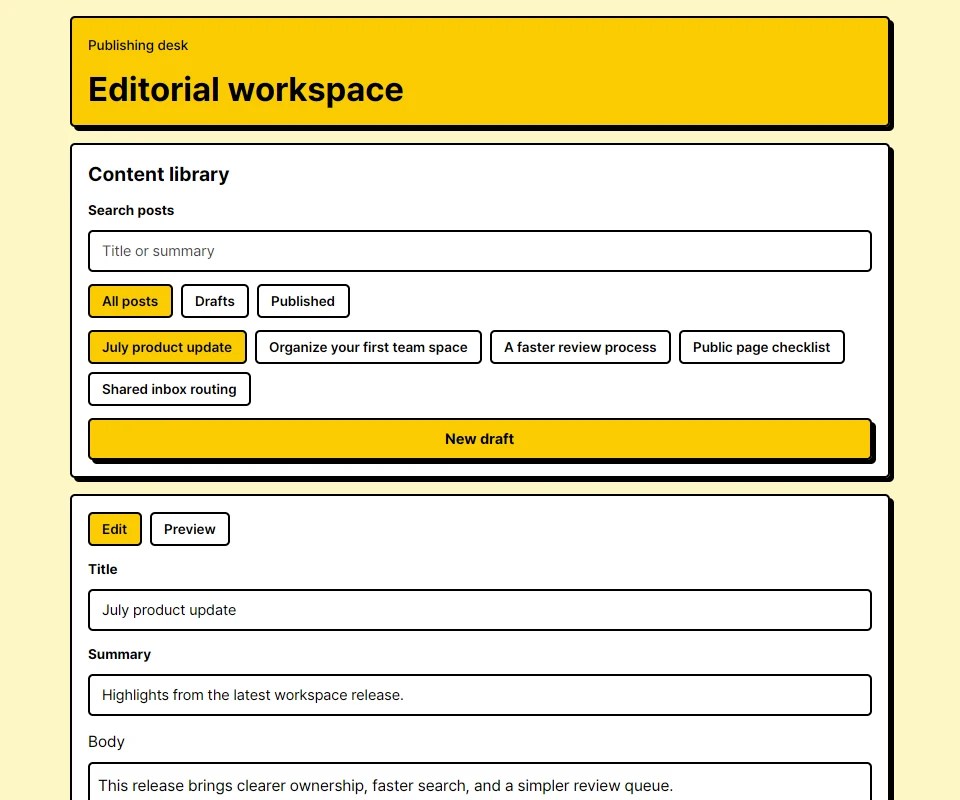 Publishing desk
Editorial workspace
Content library
Search posts
Title or summary
All posts Drafts Published
July product update Organize your first team space A faster review process Public page checklist
Shared inbox routing
New draft
Edit Preview
Title
July product update
Summary
Highlights from the latest workspace release.
Body
This release brings clearer ownership, faster search, and a simpler review queue.